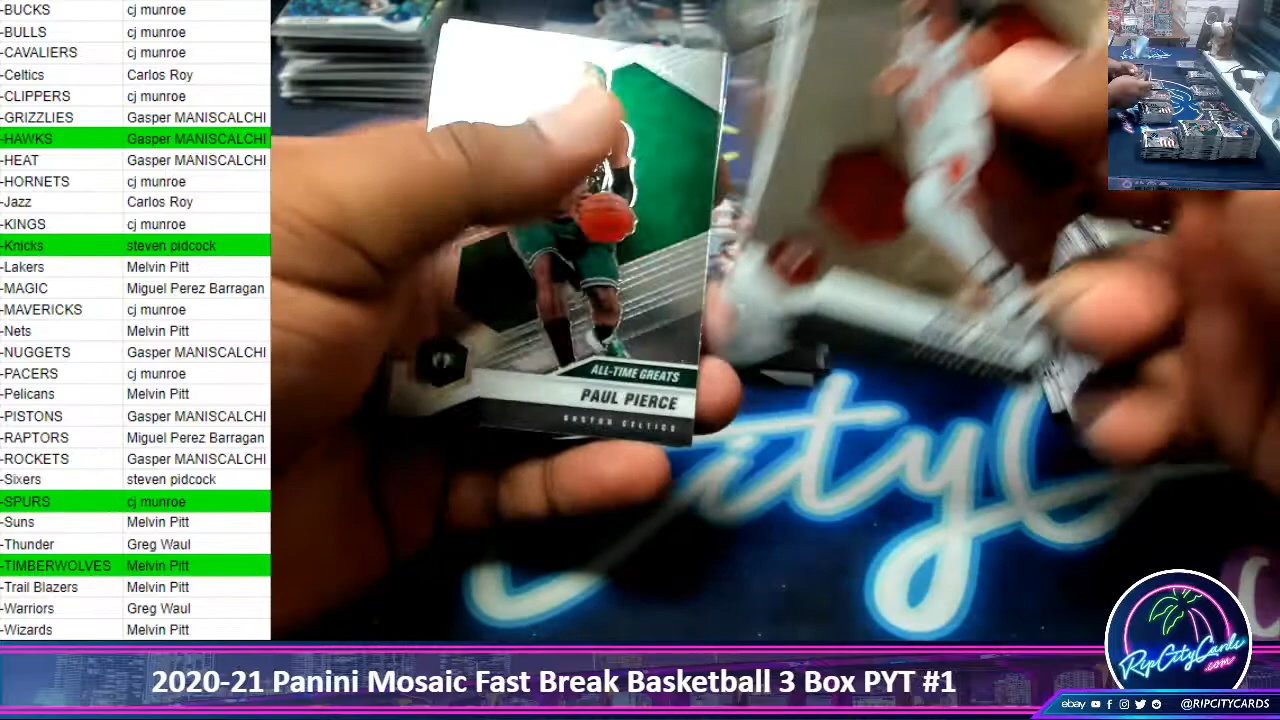 -BUCKS cj munroe
-BULLS cj munroe
-CAVALIERS cj munroe
-Celtics Carlos Roy
-CLIPPERS cj munroe
-GRIZZLIES Gasper MANISCALCHI
-HAWKS Gasper MANISCALCHI
-HEAT Gasper MANISCALCHI
-HORNETS cj munroe
-Jazz Carlos Roy
-KINGS cj munroe
-Knicks steven pidcock
-Lakers Melvin Pitt
-MAGIC Miguel Perez Barragan
-MAVERICKS cj munroe
-Nets Melvin Pitt
-NUGGETS Gasper MANISCALCHI
-PACERS cj munroe
-Pelicans Melvin Pitt
-PISTONS Gasper MANISCALCHI
-RAPTORS Miguel Perez Barragan
-ROCKETS Gasper MANISCALCHI
-Sixers steven pidcock
-SPURS cj munroe
-Suns Melvin Pitt
-Thunder Greg Waul
-TIMBERWOLVES Melvin Pitt
-Trail Blazers Melvin Pitt
-Warriors Greg Waul
-Wizards Melvin Pitt
ALL-TIME GREATS
PAUL PIERCE
BOSTON CELTICS
ityC
RipCityCards
.com
2020-21 Panini Mosaic Fast Break Basketball 3 Box PYT #1
ebay @RIPCITYCARDS